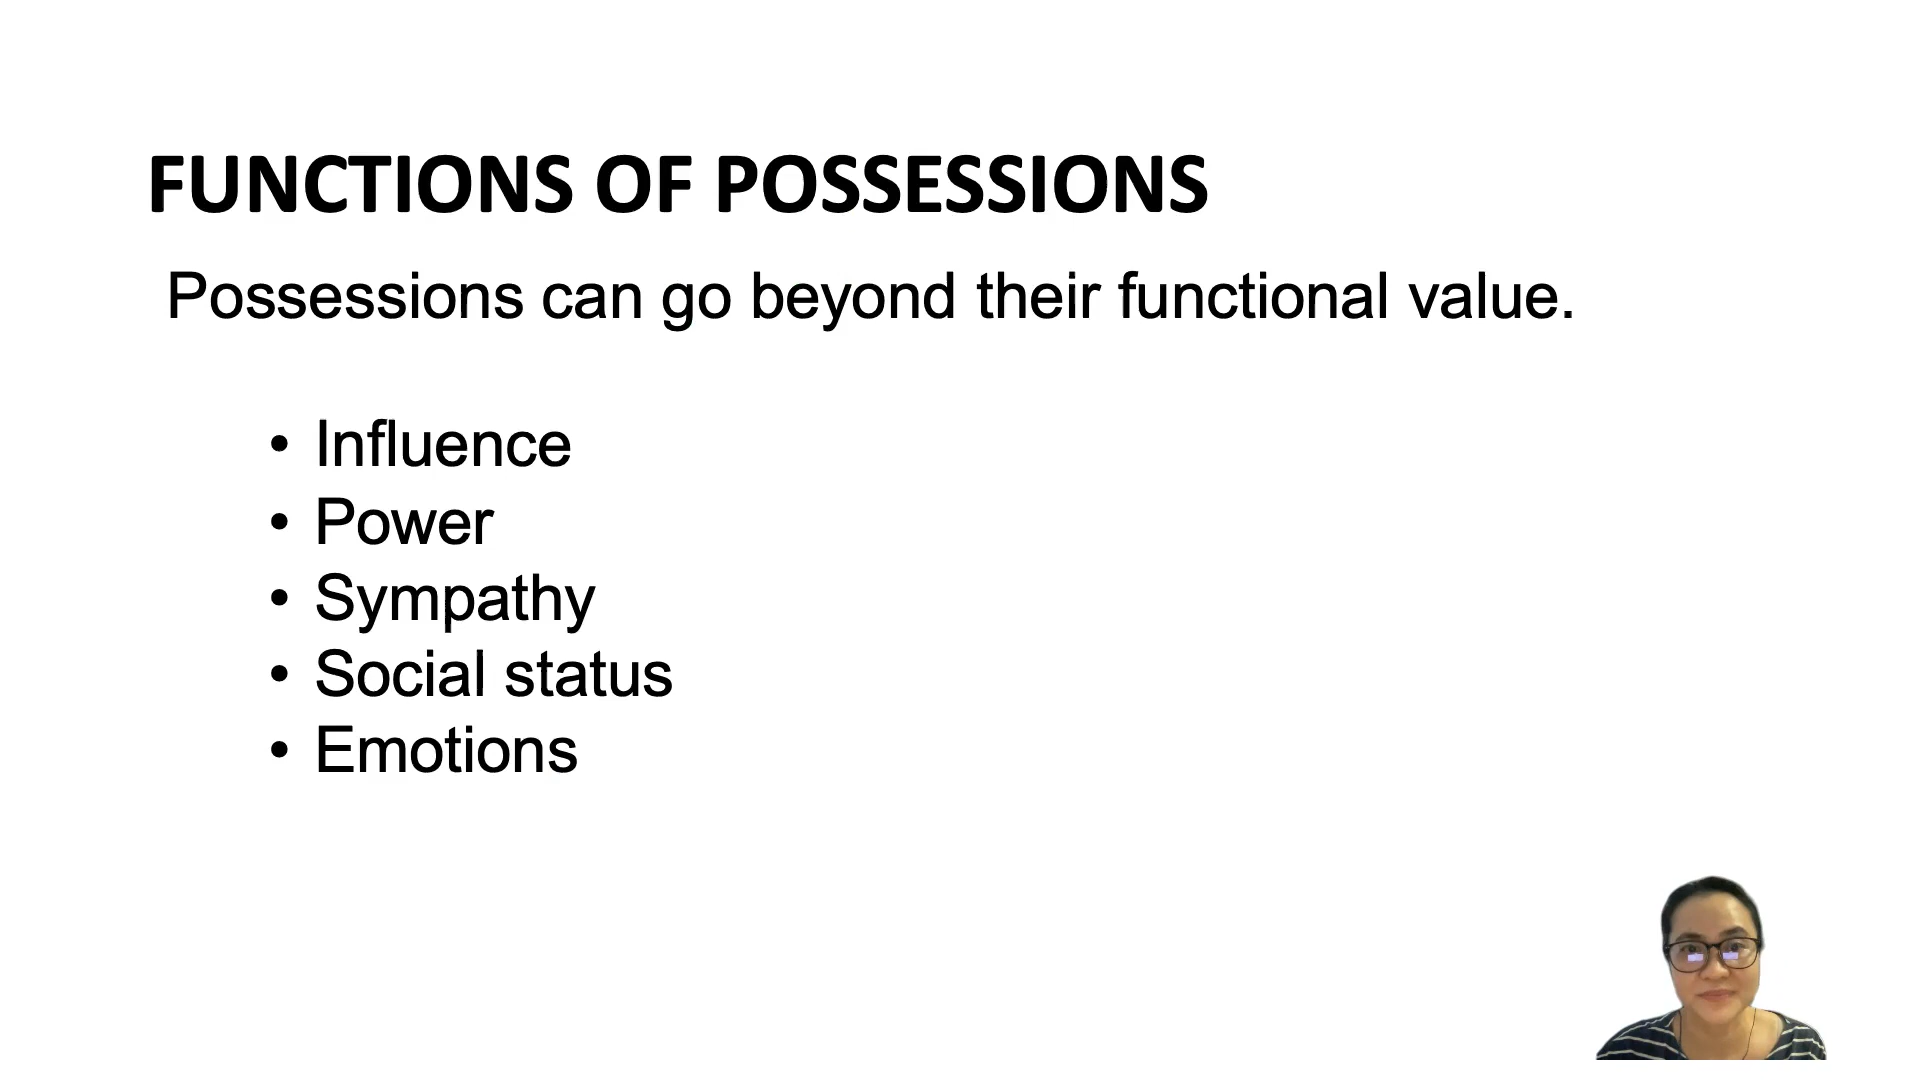 FUNCTIONS OF POSSESSIONS
Possessions can go beyond their functional value.
• Influence
• Power
• Sympathy
• Social status
• Emotions